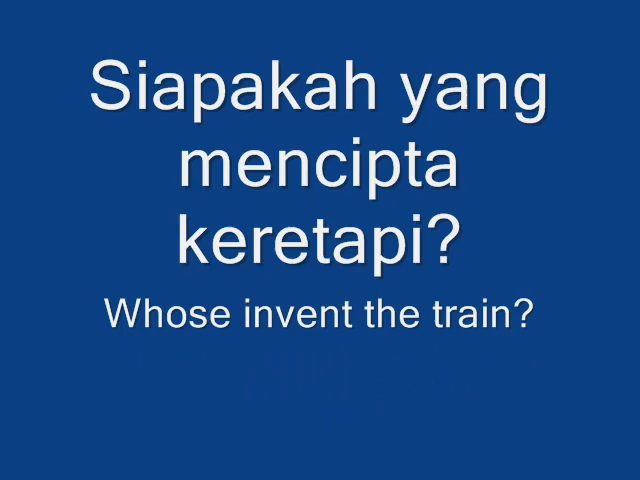 Siapakah yang
mencipta
keretapi?
Whose invent the train?